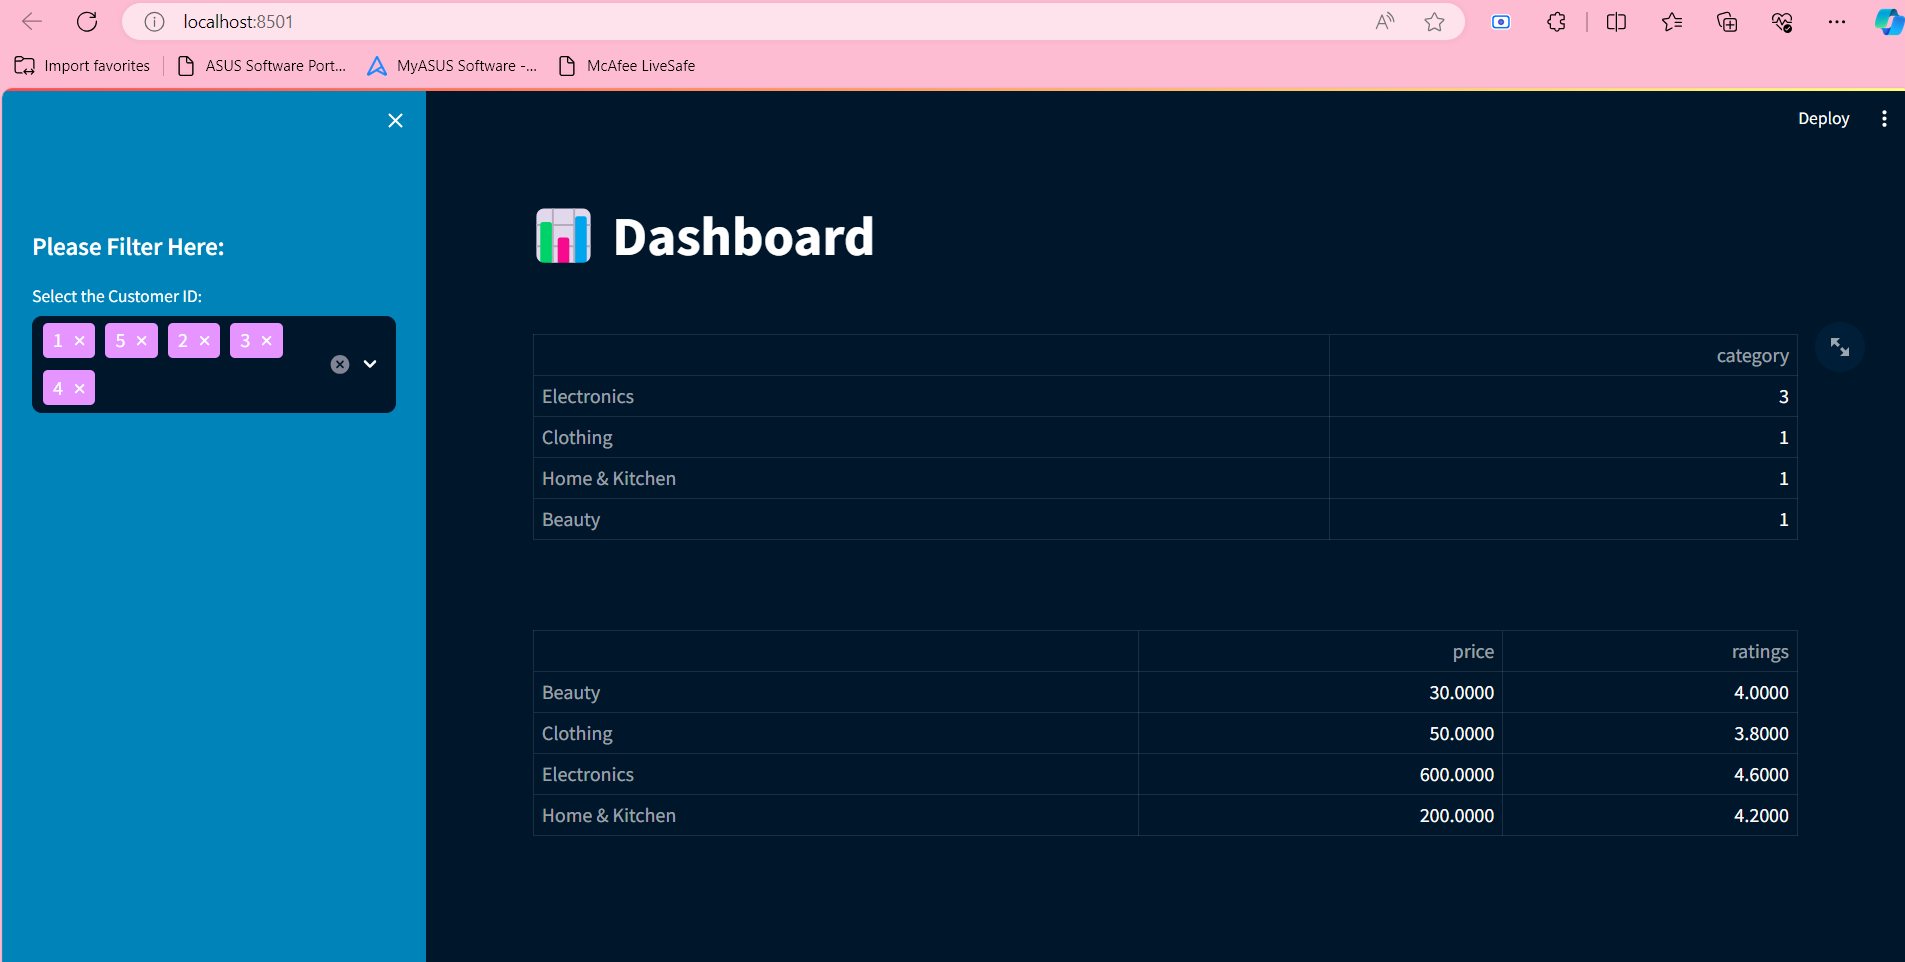 localhost:8501
Import favorites ASUS Software Port... MyASUS Software -... McAfee LiveSafe
Deploy
Please Filter Here:
Select the Customer ID:
1 5 2 3
4
Dashboard
category
Electronics 3
Clothing 1
Home & Kitchen 1
Beauty 1
price ratings
Beauty 30.0000 4.0000
Clothing 50.0000 3.8000
Electronics 600.0000 4.6000
Home & Kitchen 200.0000 4.2000